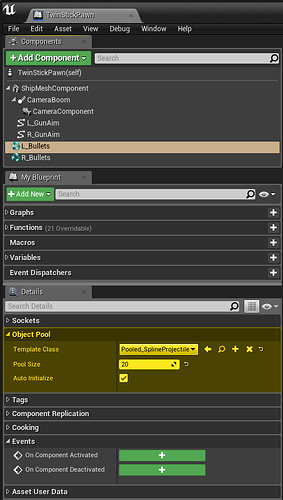 TwinStickPawn
File Edit Asset View Debug Window Help
Components
+ Add Component Search
TwinStickPawn(self)
ShipMeshComponent
CameraBoom
CameraComponent
L_GunAim
R_GunAim
L_Bullets
R_Bullets
My Blueprint
+ Add New Search
Graphs
Functions (21 Overridable)
Macros
Variables
Event Dispatchers
Details
Search Details
Sockets
Object Pool
Template Class Pooled_SplineProjectile
Pool Size 20
Auto Initialize
Tags
Component Replication
Cooking
Events
On Component Activated +
On Component Deactivated +
Asset User Data